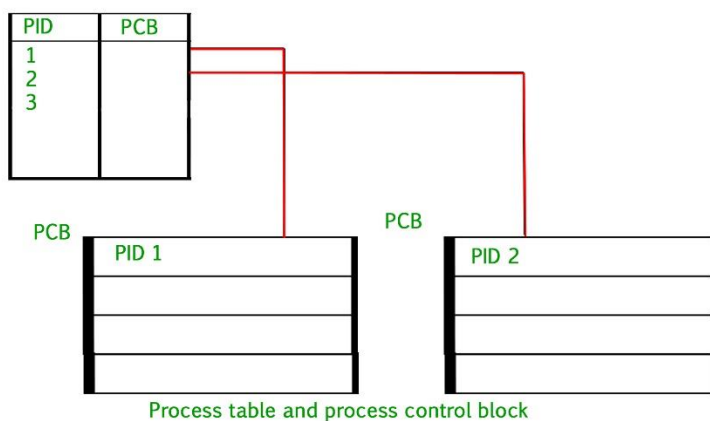 PID PCB
1
2
3
PCB
PID 1
PCB
PID 2
Process table and process control block